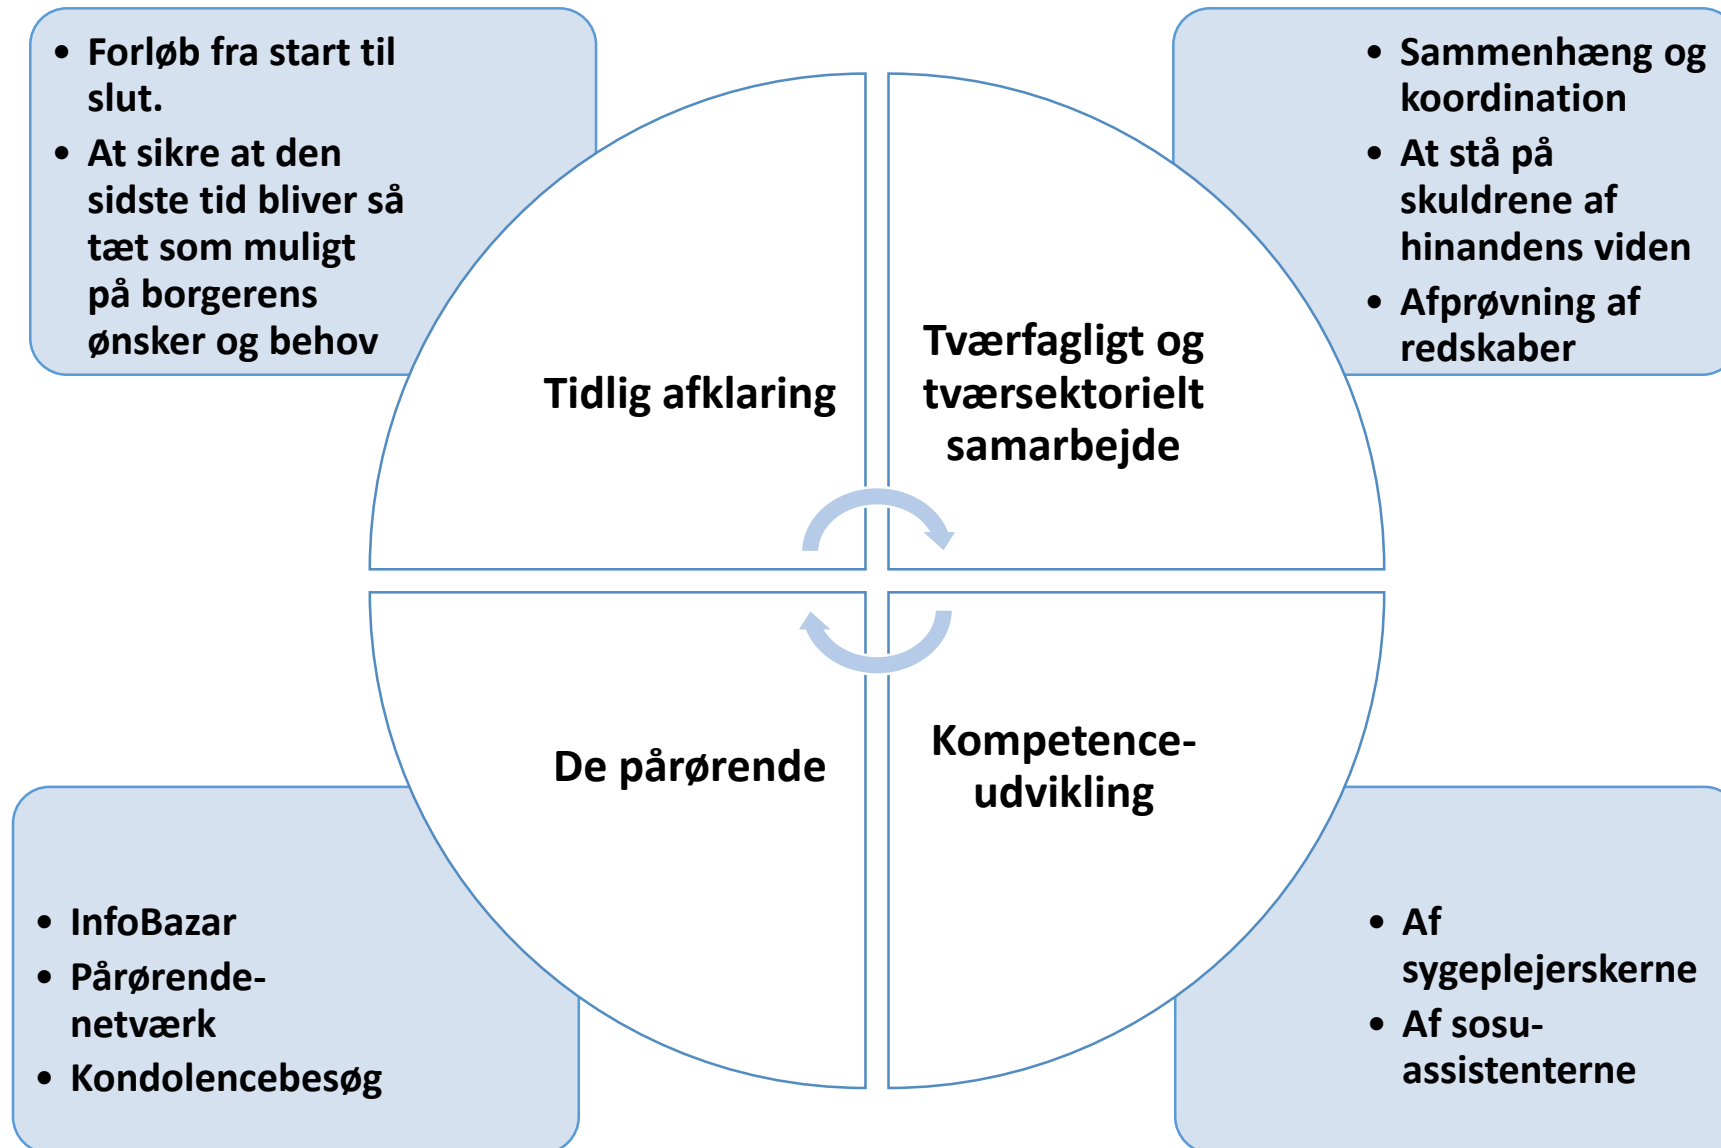 • Forløb fra start til
slut.
• At sikre at den
sidste tid bliver så
tæt som muligt
på borgerens
ønsker og behov
• Sammenhæng og
koordination
• At stå på
skuldrene af
hinandens viden
• Afprøvning af
redskaber
Tidlig afklaring
Tværfagligt og
tværsektorielt
samarbejde
De pårørende
Kompetence-
udvikling
• InfoBazar
• Pårørende-
netværk
• Kondolencebesøg
• Af
sygeplejerskerne
• Af sosu-
assistenterne